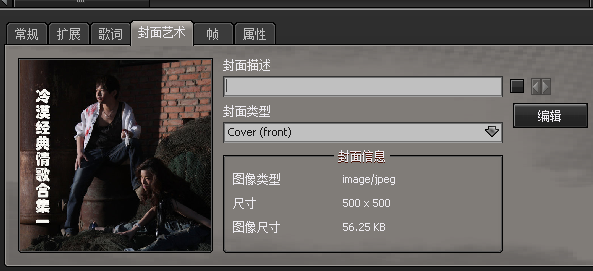 常规 扩展 歌词 封面艺术 帧 属性
冷漠经典情歌合集一
封面描述
封面类型
编辑
Cover (front)
封面信息
图像类型 image/jpeg
尺寸 500 x 500
图像尺寸 56.25 KB